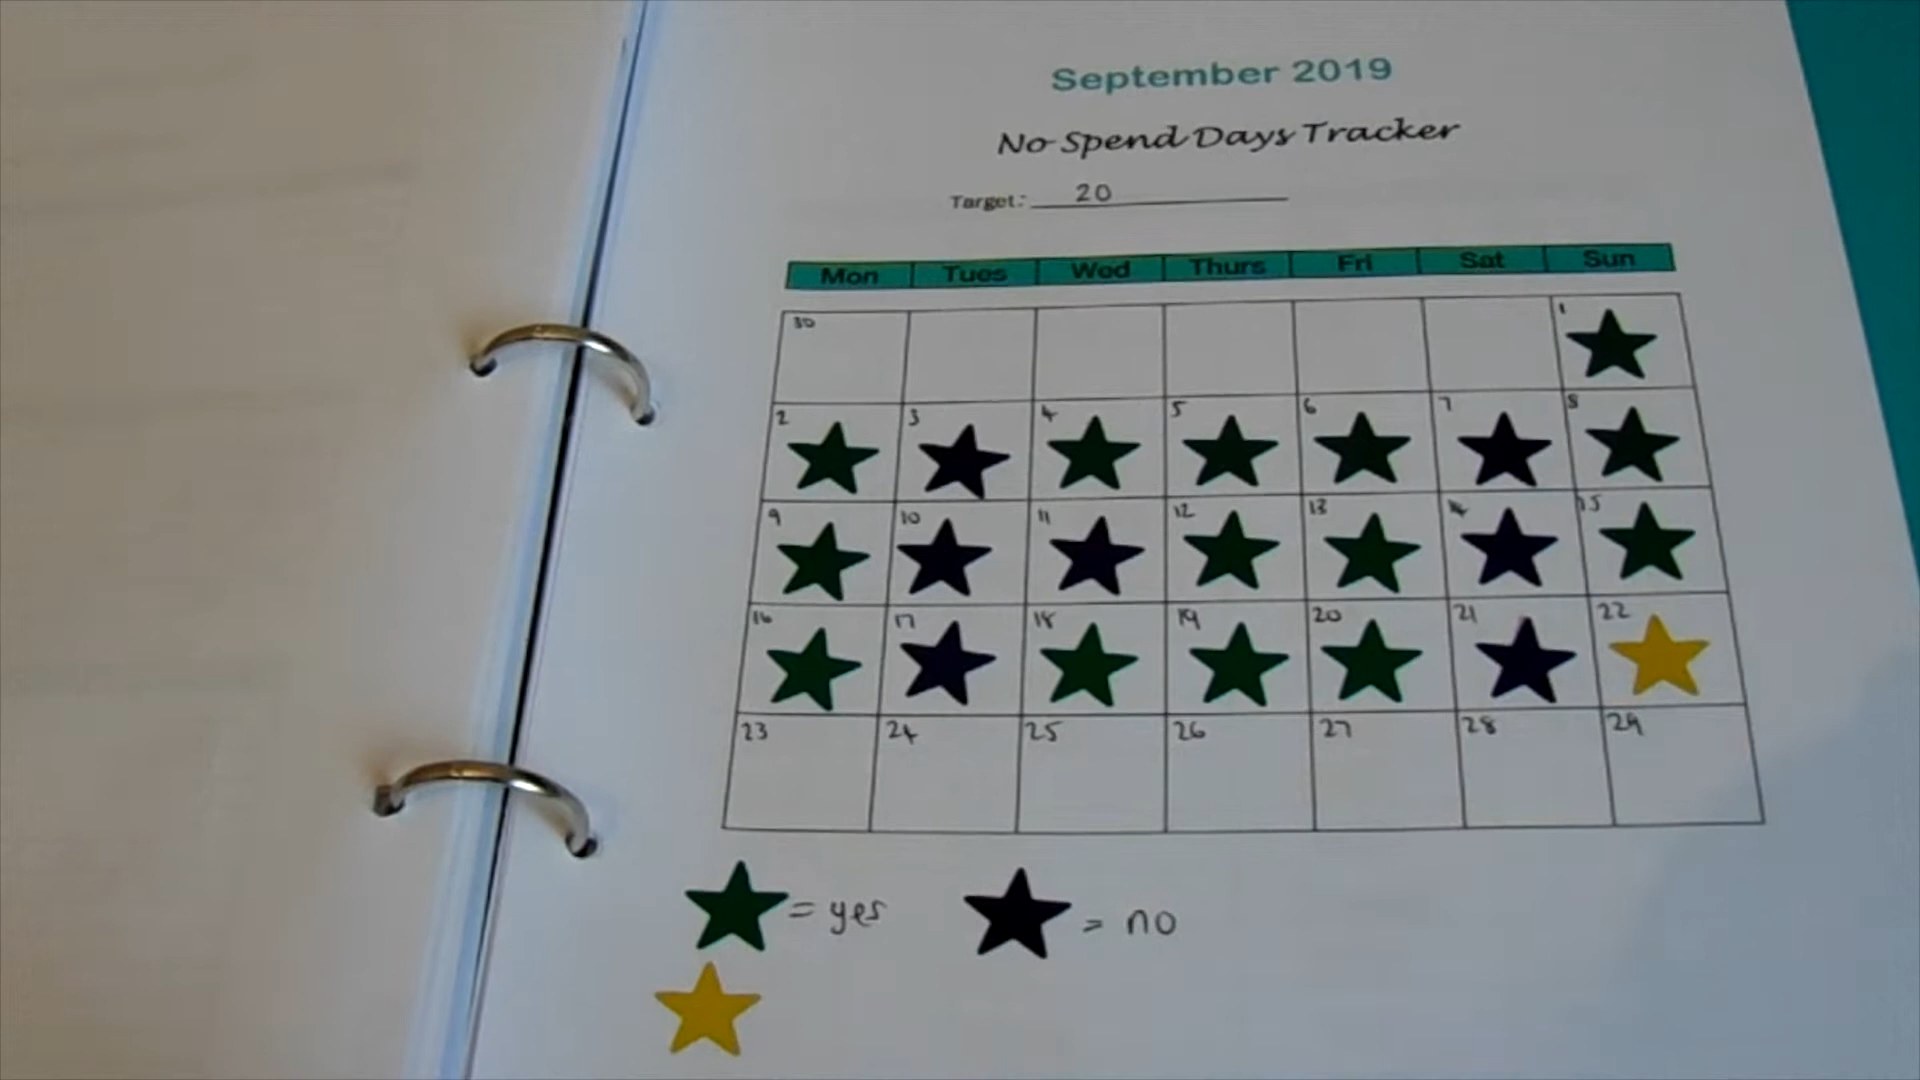 September 2019
No Spend Days Tracker
Target: 20
Mon Tues Wed Thurs Fri Sat Sun
30 1
2 3 4 5 6 7 8
9 10 11 12 13 14 15
16 17 18 19 20 21 22
23 24 25 26 27 28 29
= yes = no